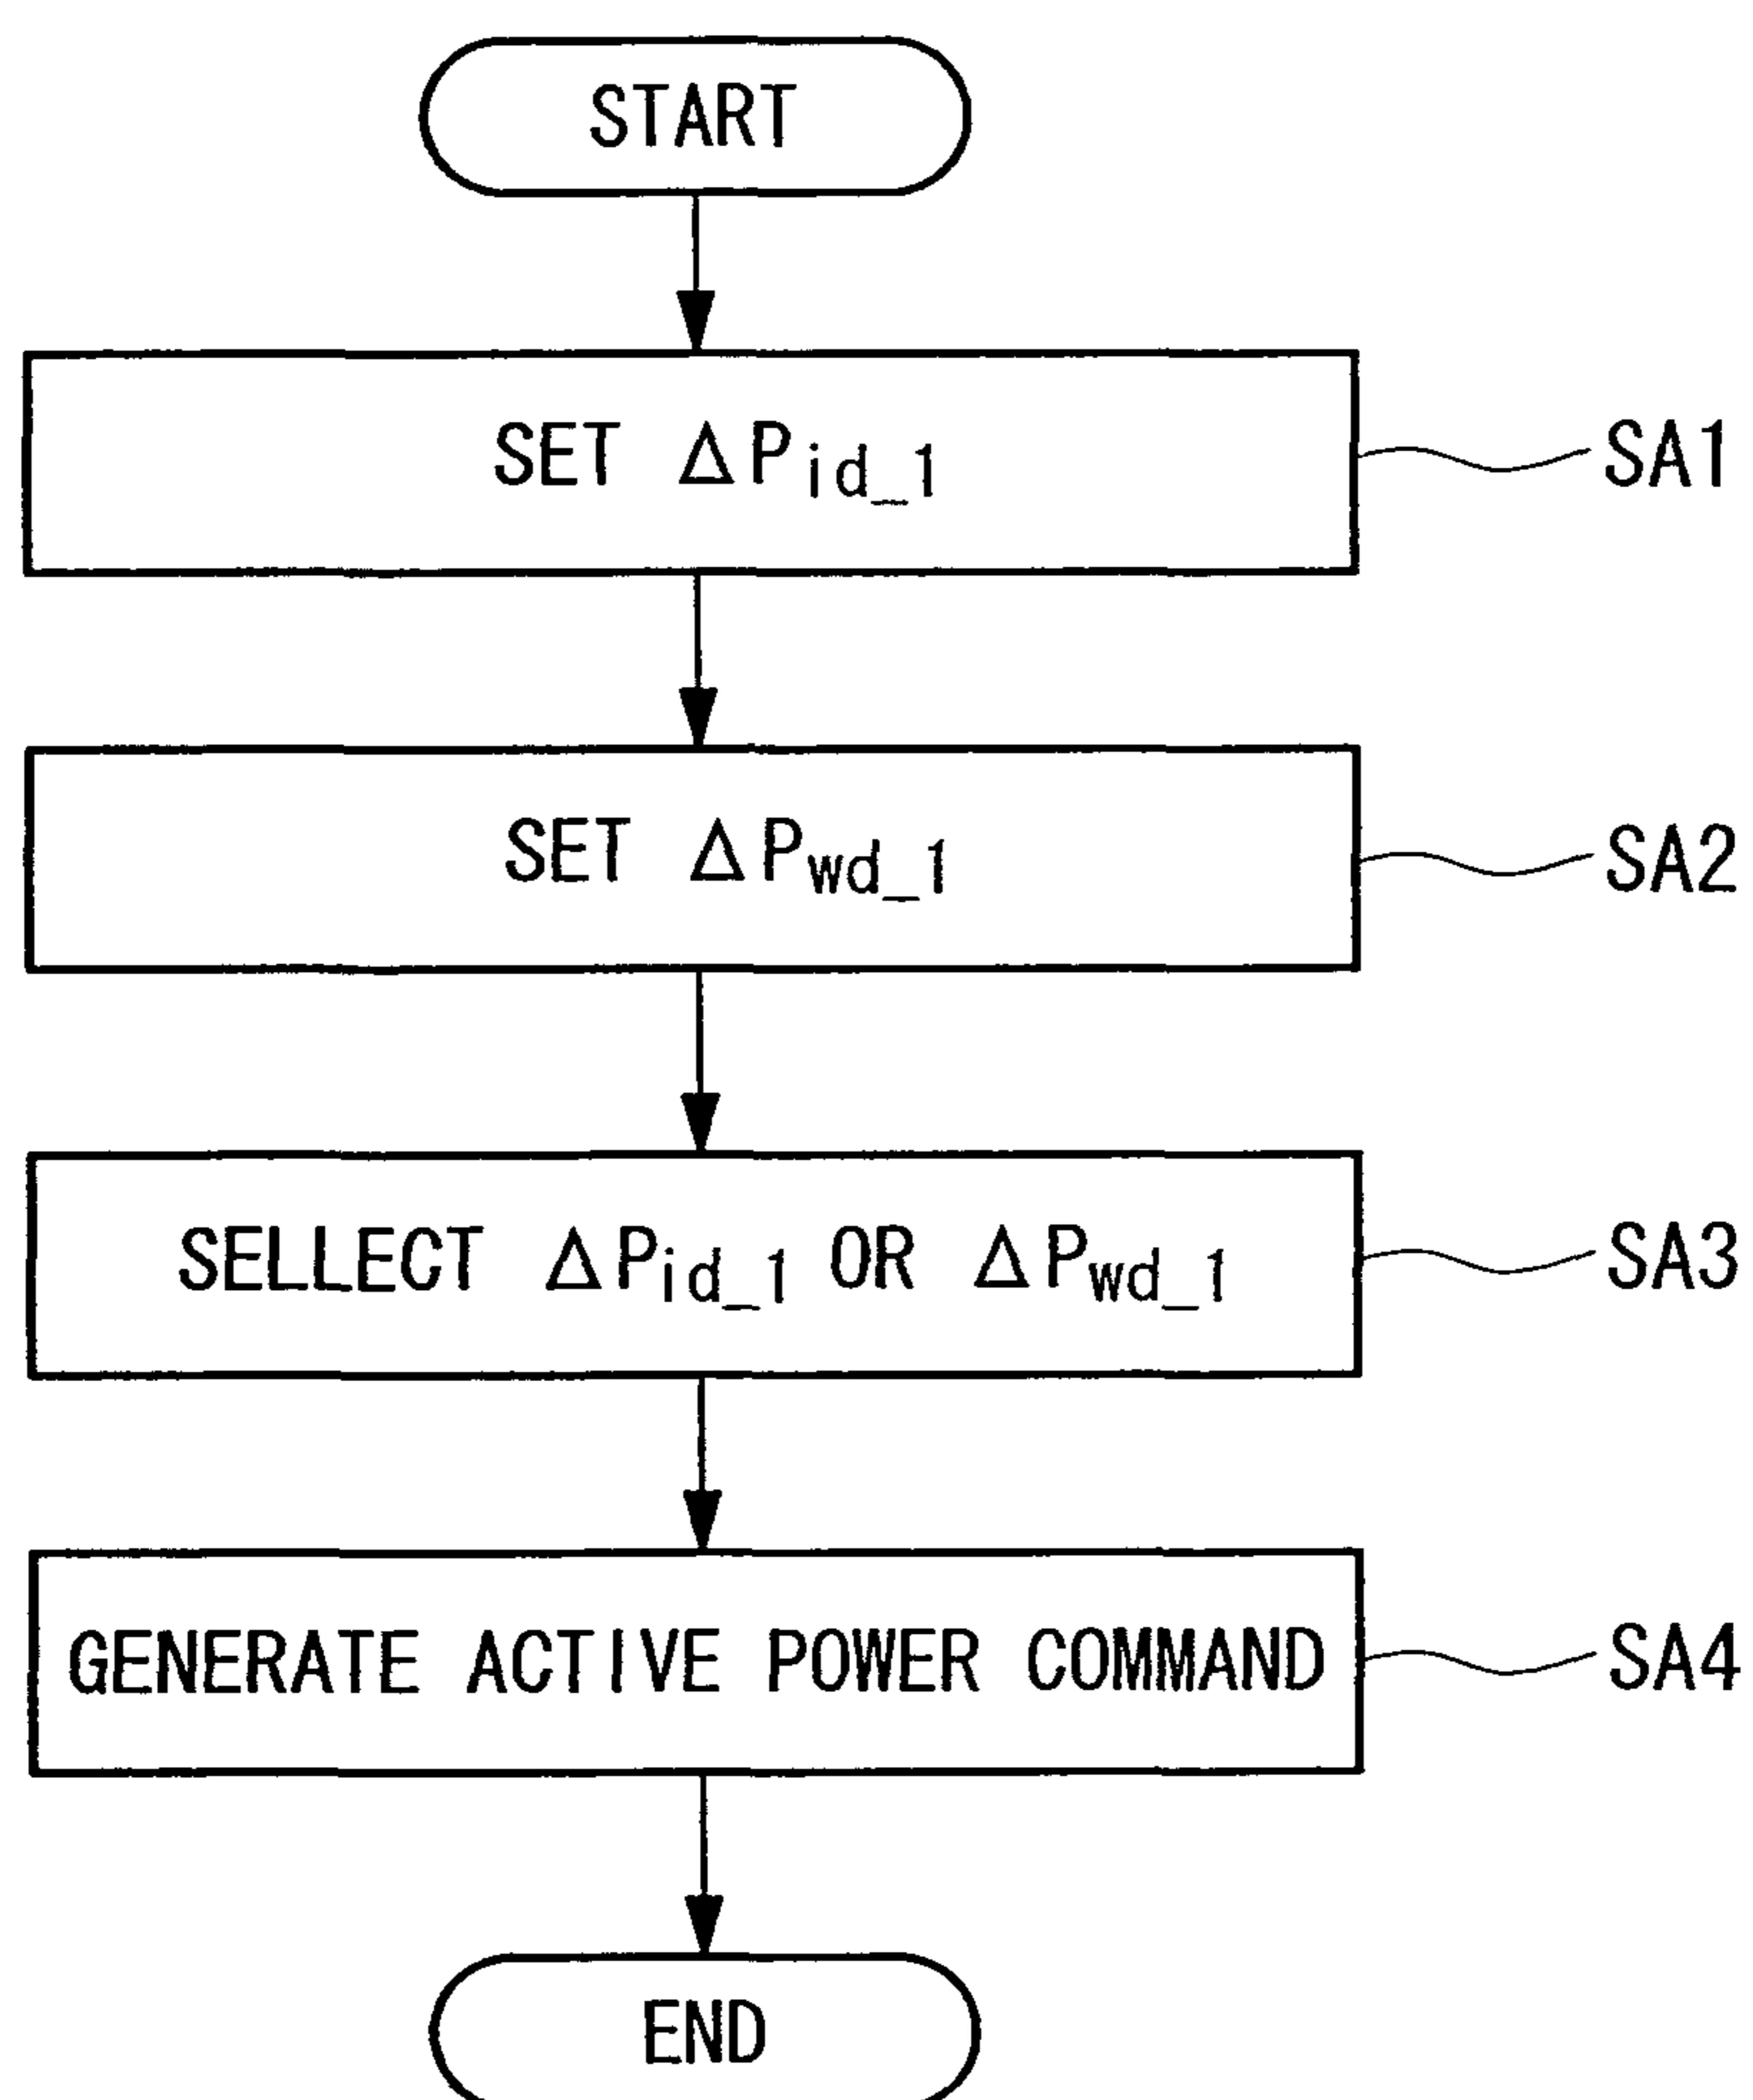 START
SET ΔPid_1
SA1
SET ΔPwd_1
SA2
SELLECT ΔPid_1 OR ΔPwd_1
SA3
GENERATE ACTIVE POWER COMMAND
SA4
END